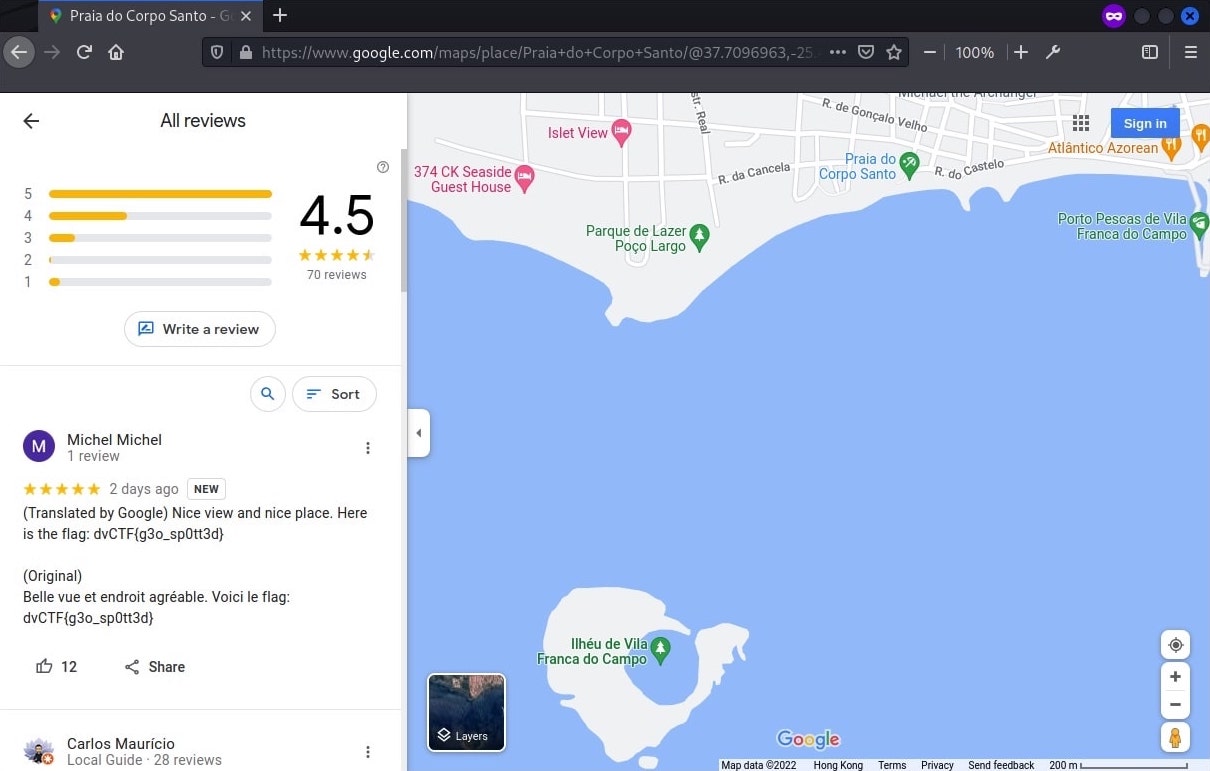 Praia do Corpo Santo - Go
https://www.google.com/maps/place/Praia+do+Corpo+Santo/@37.7096963,-25.
100%
All reviews
5
4
3
2
1
4.5
70 reviews
Write a review
Sort
M
Michel Michel
1 review
2 days ago NEW
(Translated by Google) Nice view and nice place. Here
is the flag: dvCTF{g3o_sp0tt3d}
(Original)
Belle vue et endroit agréable. Voici le flag:
dvCTF{g3o_sp0tt3d}
12 Share
Carlos Maurício
Local Guide · 28 reviews
Michael the Archangel
str. Real
R. de Gonçalo Velho
Sign in
Islet View
Atlântico Azorean
Praia do
Corpo Santo
374 CK Seaside
Guest House
R. da Cancela
R. do Castelo
Parque de Lazer
Poço Largo
Porto Pescas de Vila
Franca do Campo
Ilhéu de Vila
Franca do Campo
Layers
Google
Map data ©2022 Hong Kong Terms Privacy Send feedback 200 m